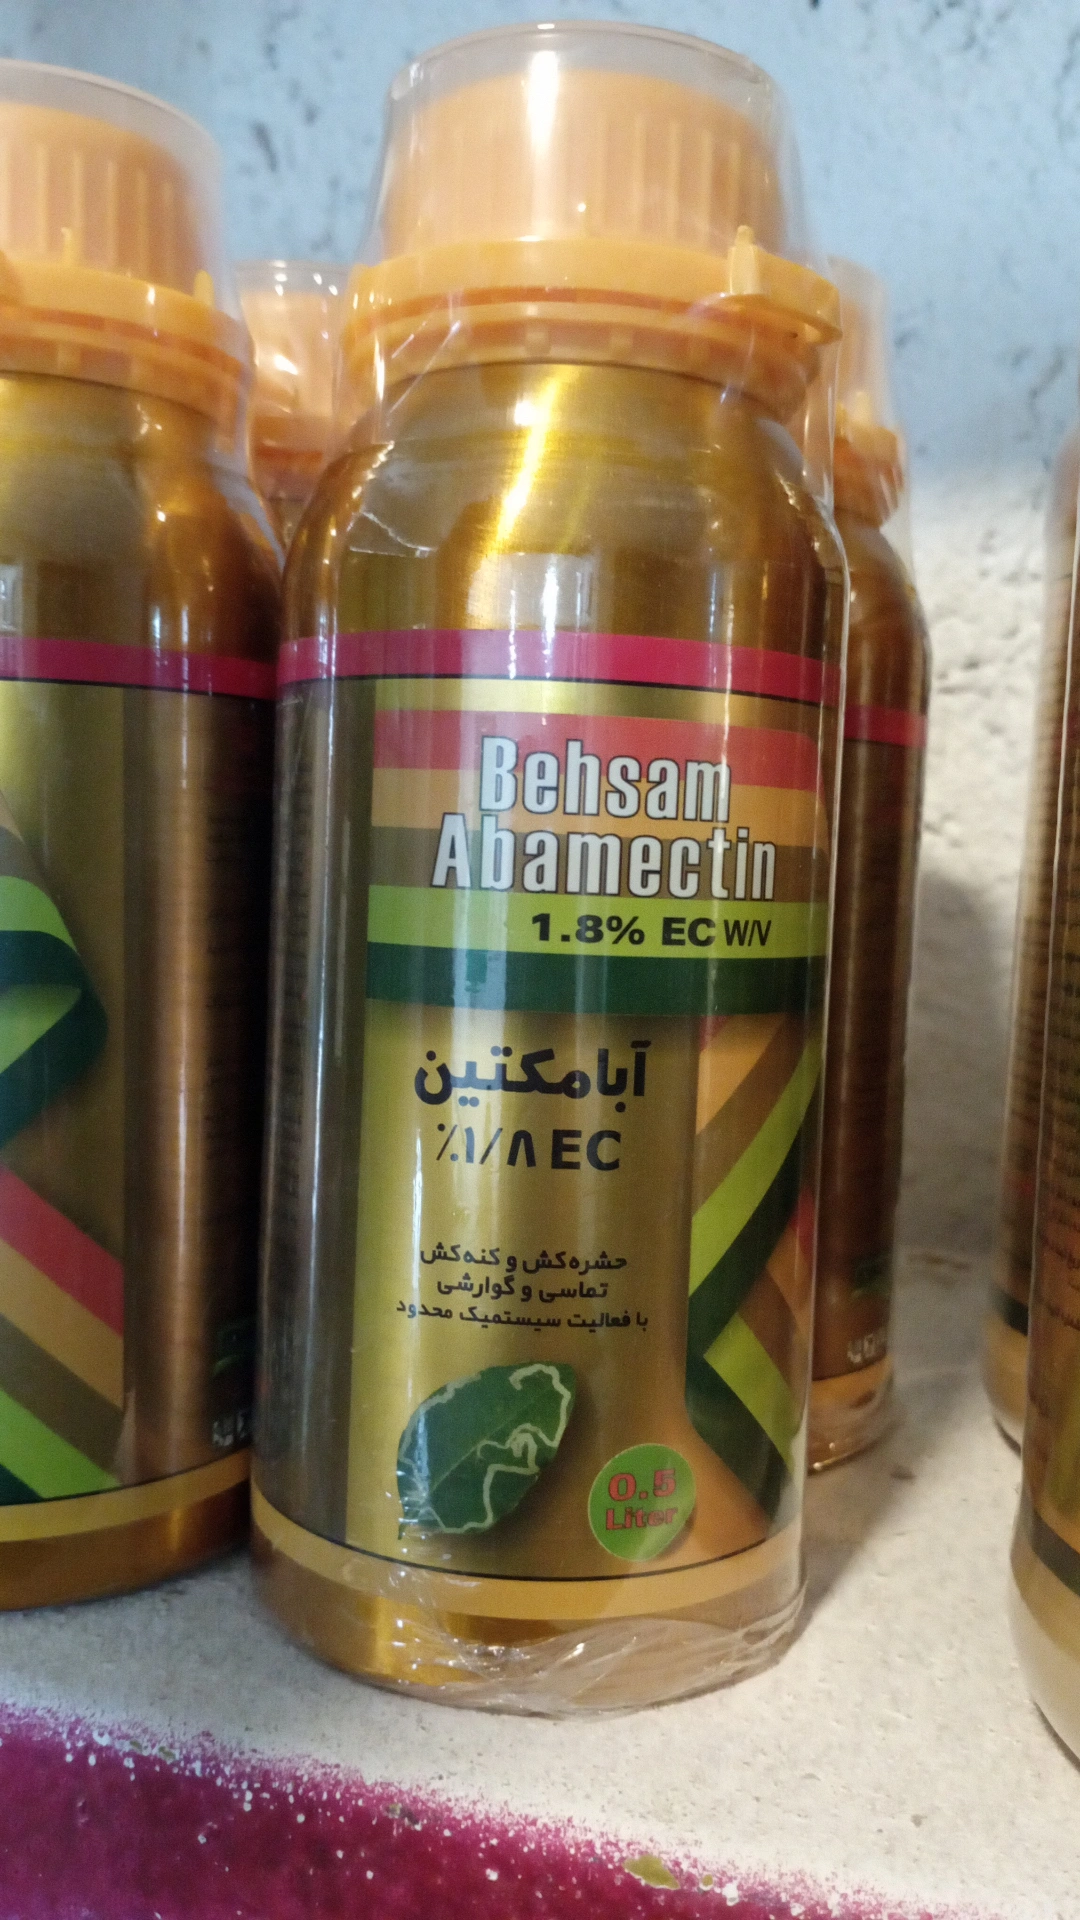 Behsam
Abamectin
1.8% EC W/V
آبامکتین
٪۱/۸ EC
حشره‌کش و کنه‌کش
تماسی و گوارشی
با فعالیت سیستمیک محدود
0.5
Liter